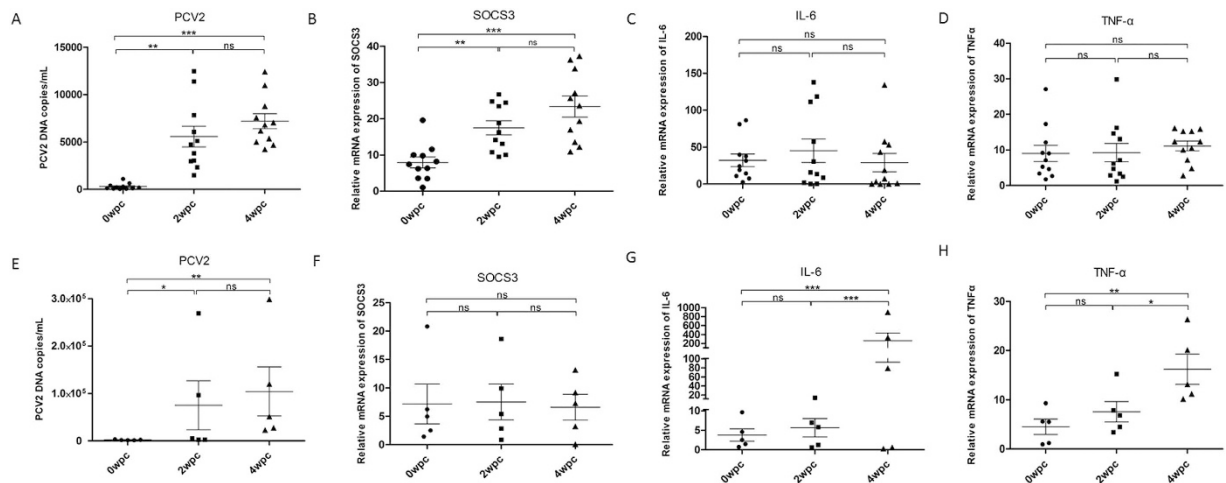 A
PCV2
***
**
ns
PCV2 DNA copies/mL
15000
10000
5000
0
0wpc
2wpc
4wpc
B
SOCS3
***
**
ns
Relative mRNA expression of SOCS3
40
30
20
10
0
0wpc
2wpc
4wpc
C
IL-6
ns
ns
ns
Relative mRNA expression of IL-6
200
150
100
50
0
0wpc
2wpc
4wpc
D
TNF-α
ns
ns
ns
Relative mRNA expression of TNFα
40
30
20
10
0
0wpc
2wpc
4wpc
E
PCV2
**
*
ns
PCV2 DNA copies/mL
3.0×10⁵
2.0×10⁵
1.0×10⁵
0
0wpc
2wpc
4wpc
F
SOCS3
ns
ns
ns
Relative mRNA expression of SOCS3
25
20
15
10
5
0
0wpc
2wpc
4wpc
G
IL-6
***
ns
***
Relative mRNA expression of IL-6
1000
800
600
400
200
100
80
60
40
20
10
5
0
0wpc
2wpc
4wpc
H
TNF-α
**
ns
*
Relative mRNA expression of TNFα
30
20
10
0
0wpc
2wpc
4wpc